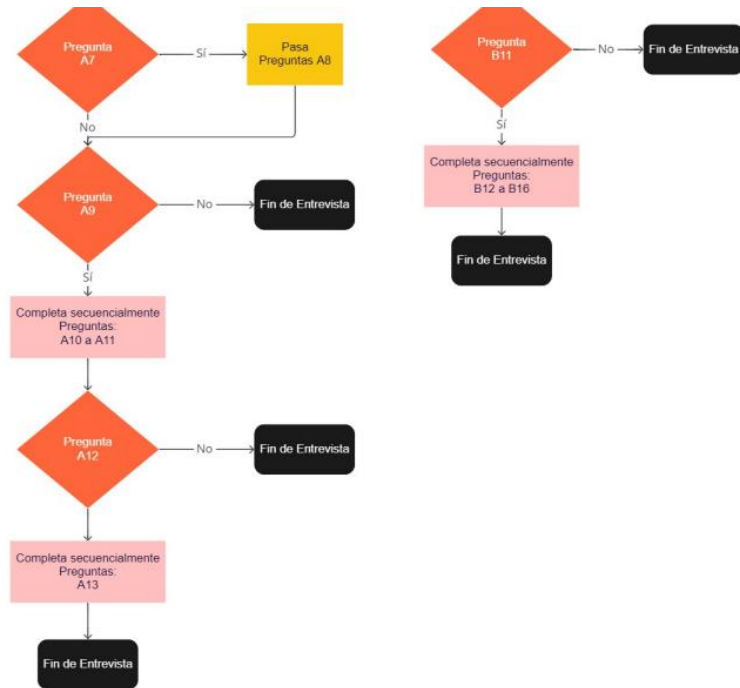 Pregunta
A7
Sí
Pasa
Preguntas A8
No
Pregunta
A9
No
Fin de Entrevista
Sí
Completa secuencialmente
Preguntas:
A10 a A11
Pregunta
A12
No
Fin de Entrevista
Completa secuencialmente
Preguntas:
A13
Fin de Entrevista
Pregunta
B11
No
Fin de Entrevista
Sí
Completa secuencialmente
Preguntas:
B12 a B16
Fin de Entrevista